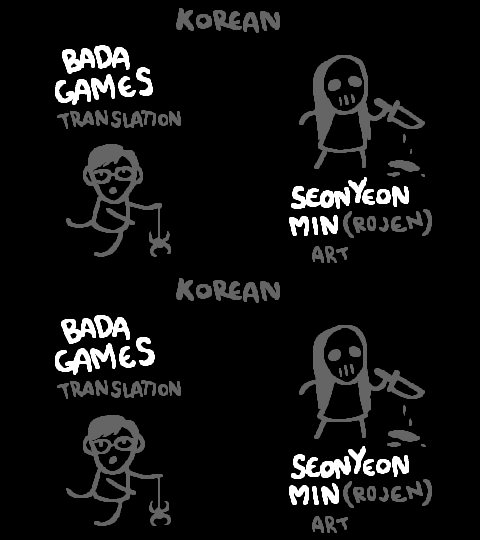 KOREAN
BADA
GAMES
TRANSLATION
SEONYEON
MIN (ROJEN)
ART
KOREAN
BADA
GAMES
TRANSLATION
SEONYEON
MIN (ROJEN)
ART